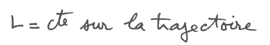 L = cte sur la trajectoire